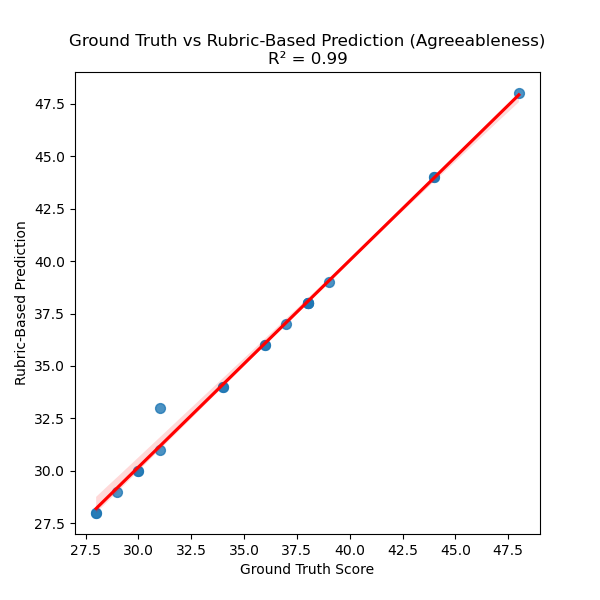 Ground Truth vs Rubric-Based Prediction (Agreeableness)
R² = 0.99
47.5
45.0
42.5
40.0
37.5
35.0
32.5
30.0
27.5
Rubric-Based Prediction
27.5 30.0 32.5 35.0 37.5 40.0 42.5 45.0 47.5
Ground Truth Score